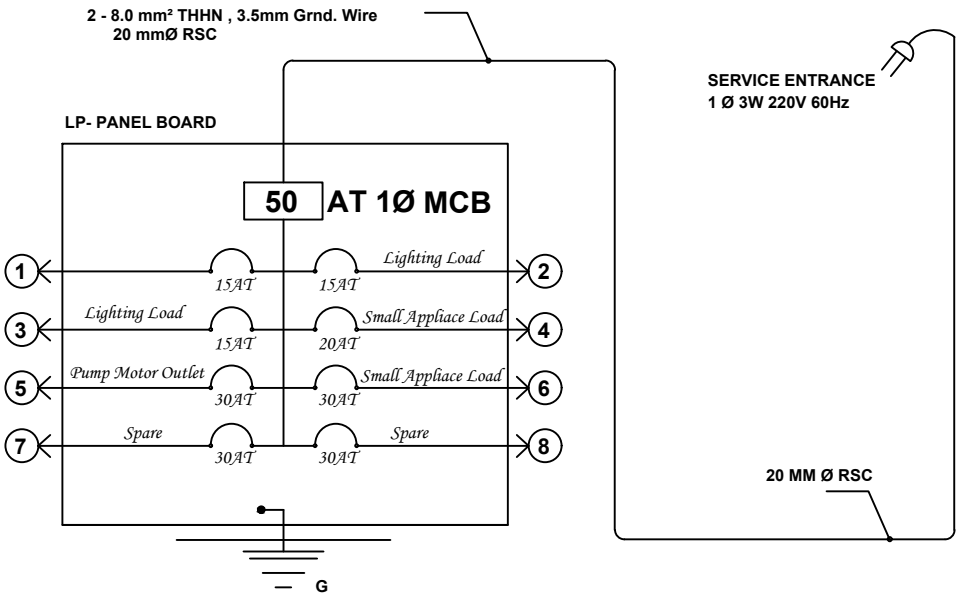 2 - 8.0 mm² THHN , 3.5mm Grnd. Wire
20 mmØ RSC
SERVICE ENTRANCE
1 Ø 3W 220V 60Hz
LP- PANEL BOARD
50 AT 1Ø MCB
1 15AT 15AT Lighting Load 2
3 Lighting Load 15AT 20AT Small Appliace Load 4
5 Pump Motor Outlet 30AT 30AT Small Appliace Load 6
7 Spare 30AT 30AT Spare 8
20 MM Ø RSC
G